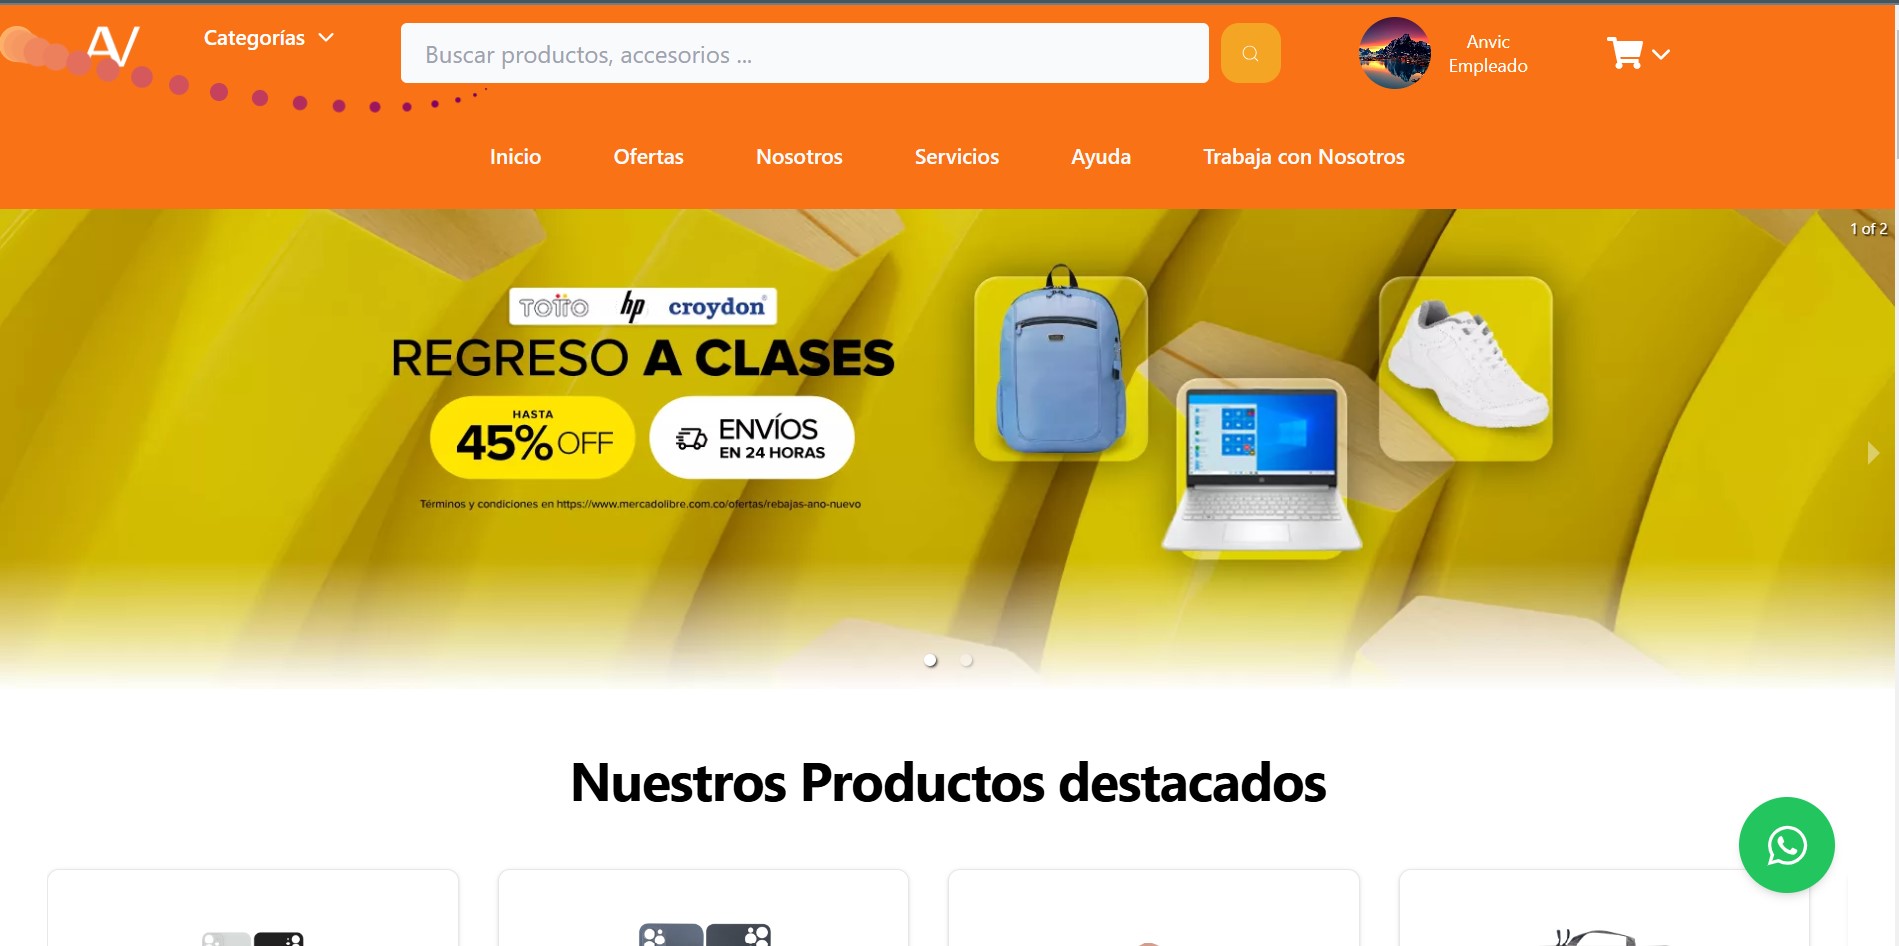 AV
Categorías
Buscar productos, accesorios ...
Anvic
Empleado
Inicio
Ofertas
Nosotros
Servicios
Ayuda
Trabaja con Nosotros
1 of 2
TOTTO hp croydon
REGRESO A CLASES
HASTA
45% OFF
ENVÍOS
EN 24 HORAS
Términos y condiciones en https://www.mercadolibre.com.co/ofertas/rebajas-ano-nuevo
Nuestros Productos destacados